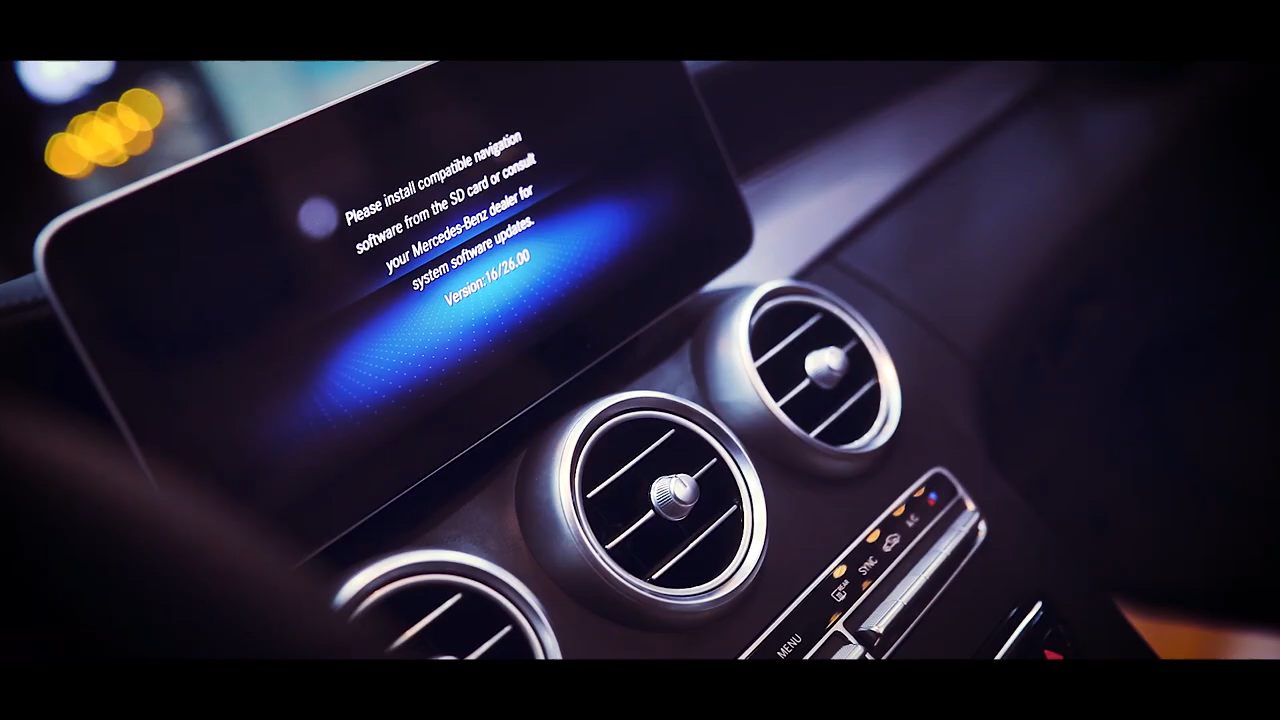 Please install compatible navigation
software from the SD card or consult
your Mercedes-Benz dealer for
system software updates.
Version:16/26.00
A/C
SYNC
REAR
MENU